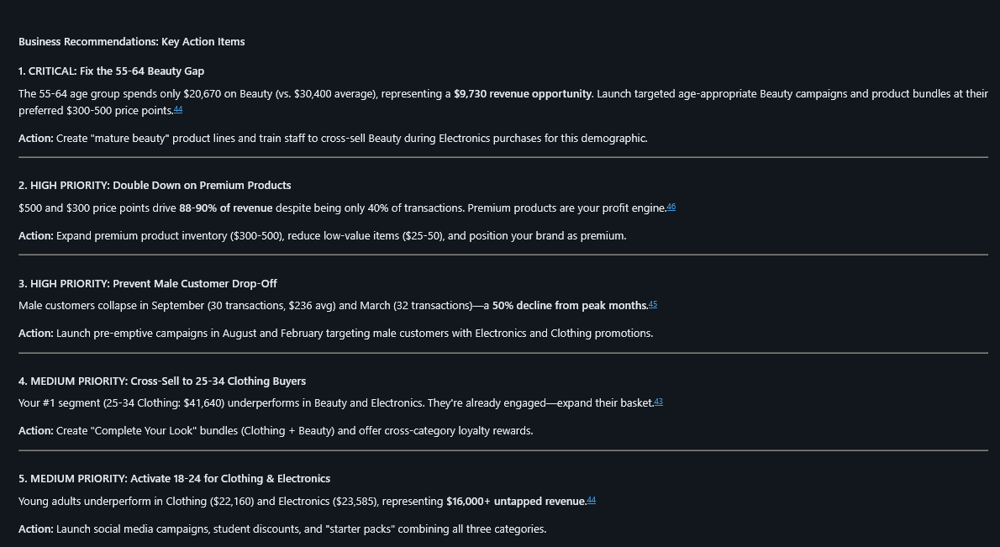 Business Recommendations: Key Action Items
1. CRITICAL: Fix the 55-64 Beauty Gap
The 55-64 age group spends only $20,670 on Beauty (vs. $30,400 average), representing a $9,730 revenue opportunity. Launch targeted age-appropriate Beauty campaigns and product bundles at their
preferred $300-500 price points.44
Action: Create "mature beauty" product lines and train staff to cross-sell Beauty during Electronics purchases for this demographic.
2. HIGH PRIORITY: Double Down on Premium Products
$500 and $300 price points drive 88-90% of revenue despite being only 40% of transactions. Premium products are your profit engine.46
Action: Expand premium product inventory ($300-500), reduce low-value items ($25-50), and position your brand as premium.
3. HIGH PRIORITY: Prevent Male Customer Drop-Off
Male customers collapse in September (30 transactions, $236 avg) and March (32 transactions)—a 50% decline from peak months.45
Action: Launch pre-emptive campaigns in August and February targeting male customers with Electronics and Clothing promotions.
4. MEDIUM PRIORITY: Cross-Sell to 25-34 Clothing Buyers
Your #1 segment (25-34 Clothing: $41,640) underperforms in Beauty and Electronics. They're already engaged—expand their basket.43
Action: Create "Complete Your Look" bundles (Clothing + Beauty) and offer cross-category loyalty rewards.
5. MEDIUM PRIORITY: Activate 18-24 for Clothing & Electronics
Young adults underperform in Clothing ($22,160) and Electronics ($23,585), representing $16,000+ untapped revenue.44
Action: Launch social media campaigns, student discounts, and "starter packs" combining all three categories.